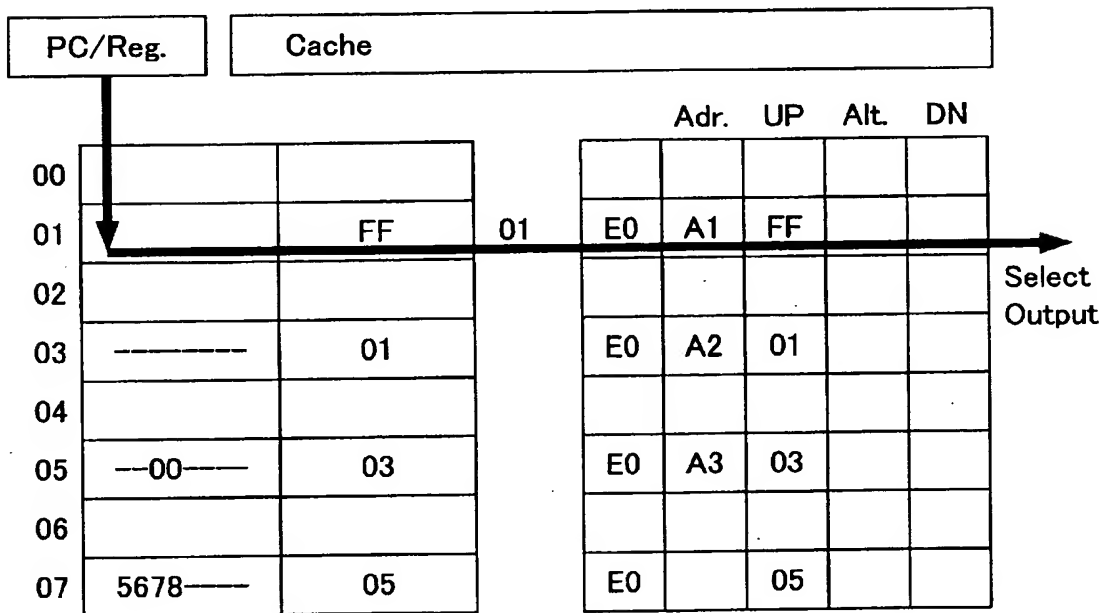 PC/Reg. Cache
Adr. UP Alt. DN
00
01 FF 01 E0 A1 FF
02
Select
Output
03 --------- 01 E0 A2 01
04
05 --00---- 03 E0 A3 03
06
07 5678---- 05 E0 05